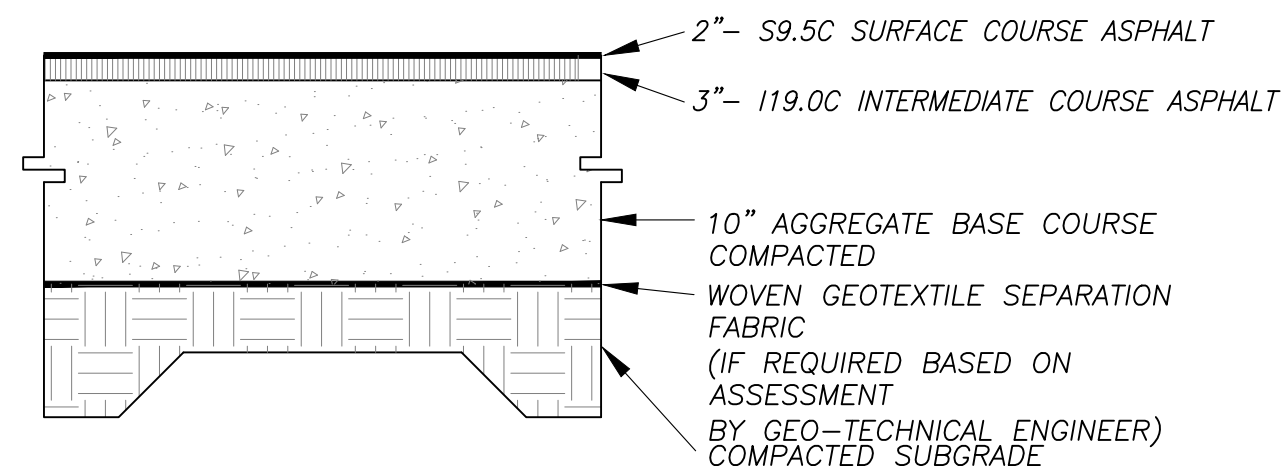 2”– S9.5C SURFACE COURSE ASPHALT
3”– I19.0C INTERMEDIATE COURSE ASPHALT
10” AGGREGATE BASE COURSE
COMPACTED
WOVEN GEOTEXTILE SEPARATION
FABRIC
(IF REQUIRED BASED ON
ASSESSMENT
BY GEO–TECHNICAL ENGINEER)
COMPACTED SUBGRADE